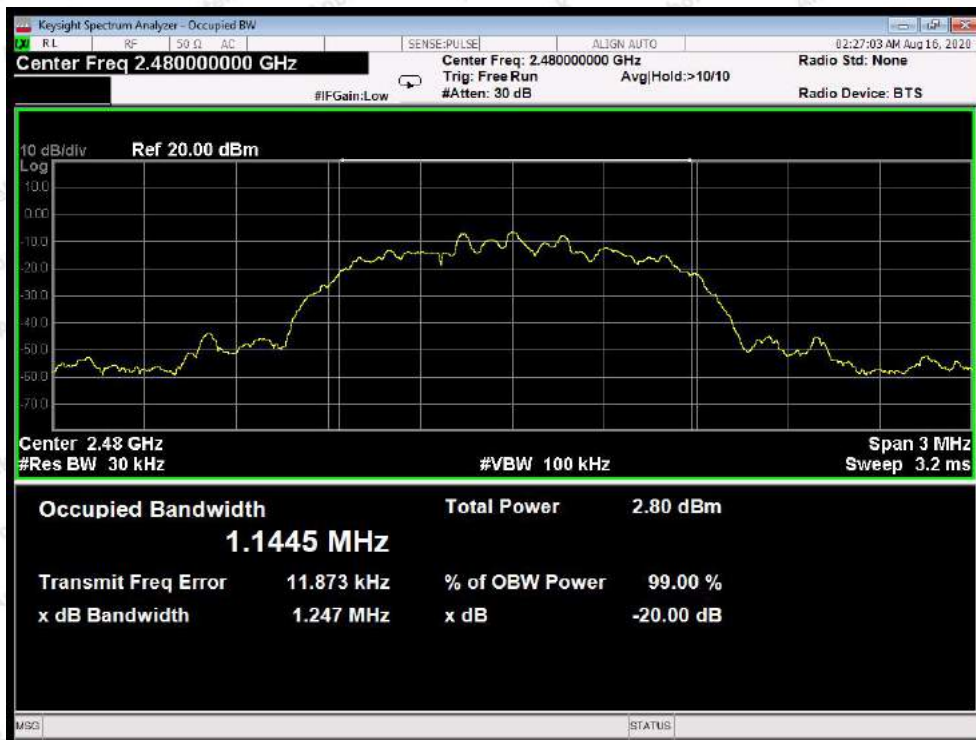 Keysight Spectrum Analyzer - Occupied BW
RL RF 50 Ω AC SENSE:PULSE ALIGN AUTO 02:27:03 AM Aug 16, 2020
Center Freq 2.480000000 GHz
Center Freq: 2.480000000 GHz Radio Std: None
Trig: Free Run Avg|Hold:>10/10
#IFGain:Low #Atten: 30 dB Radio Device: BTS
10 dB/div Ref 20.00 dBm
Log
10.0
0.00
-10.0
-20.0
-30.0
-40.0
-50.0
-60.0
-70.0
Center 2.48 GHz Span 3 MHz
#Res BW 30 kHz #VBW 100 kHz Sweep 3.2 ms
Occupied Bandwidth Total Power 2.80 dBm
1.1445 MHz
Transmit Freq Error 11.873 kHz % of OBW Power 99.00 %
x dB Bandwidth 1.247 MHz x dB -20.00 dB
MSG STATUS